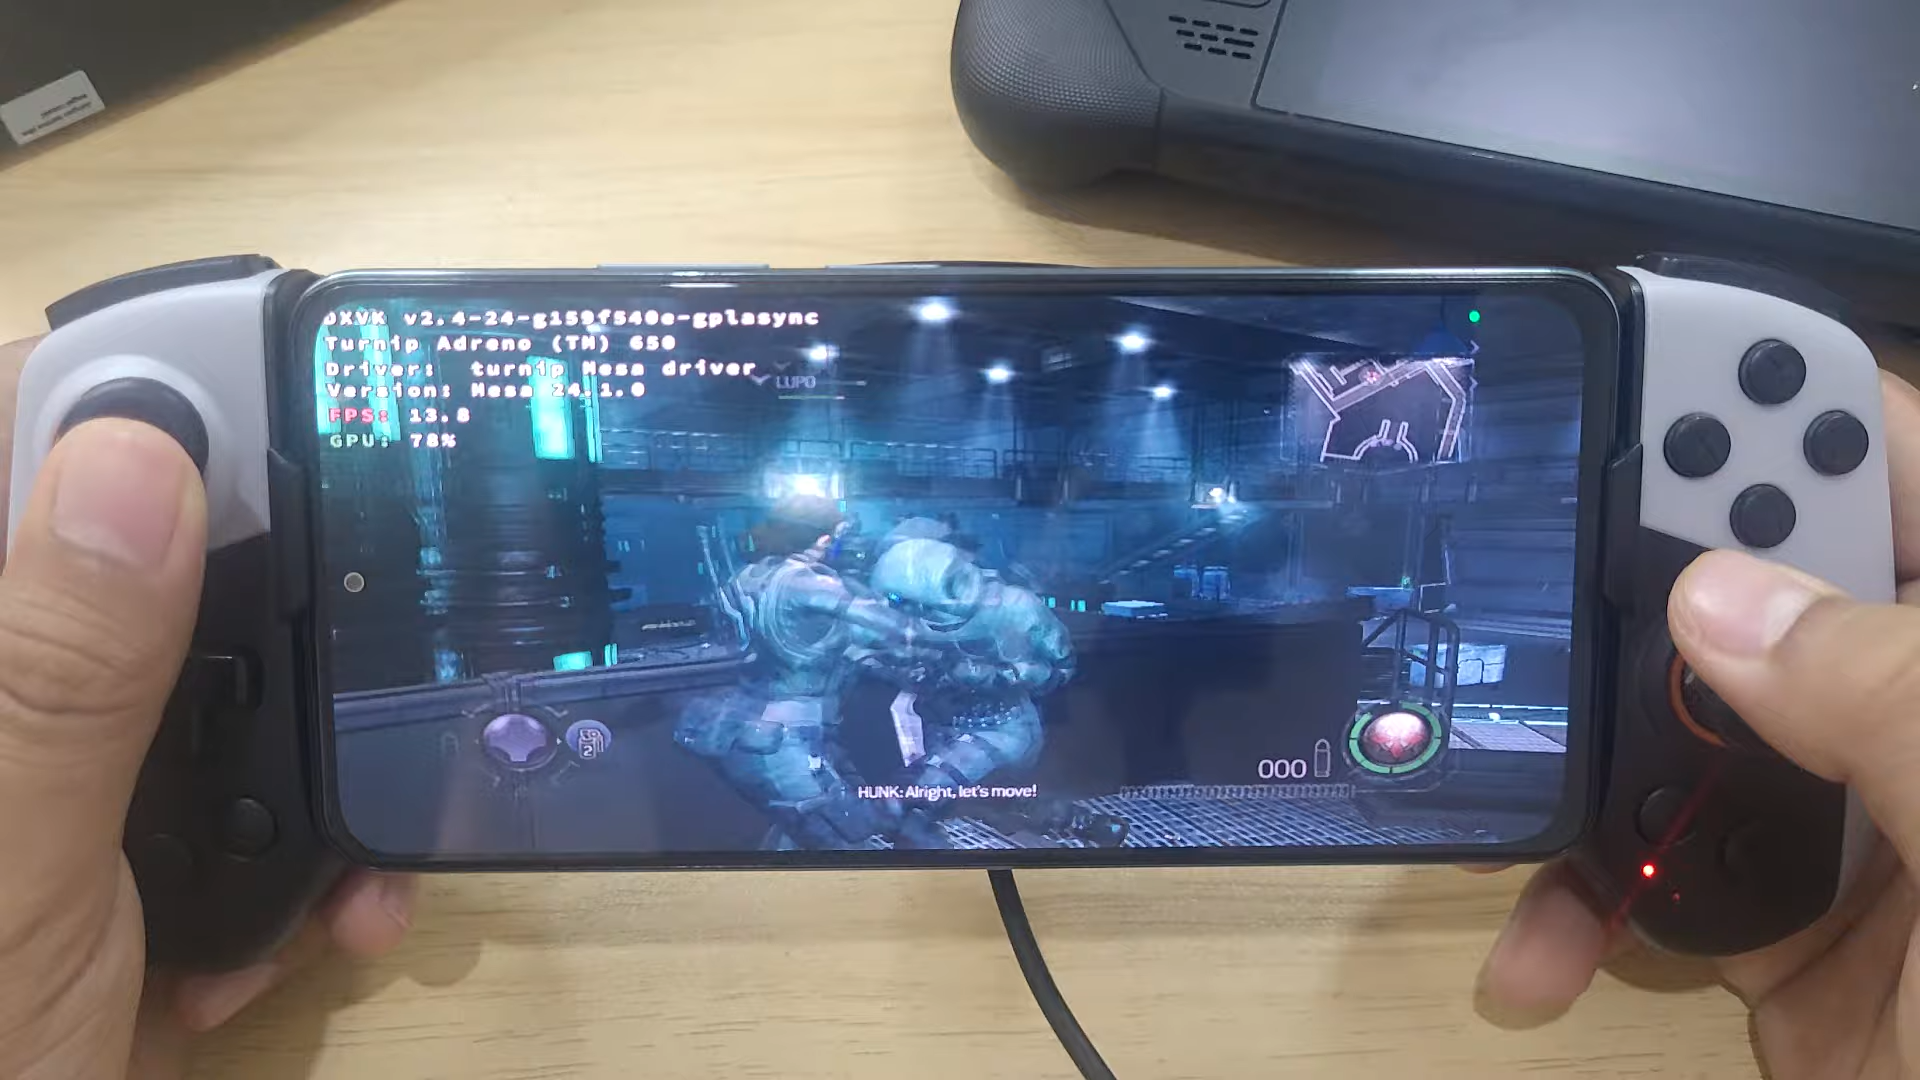 DXVK v2.4-24-g159f540e-gplasync
Turnip Adreno (TM) 650
Driver: turnip Mesa driver
Version: Mesa 24.1.0
FPS: 13.8
GPU: 78%
LUPO
2
000
HUNK: Alright, let's move!